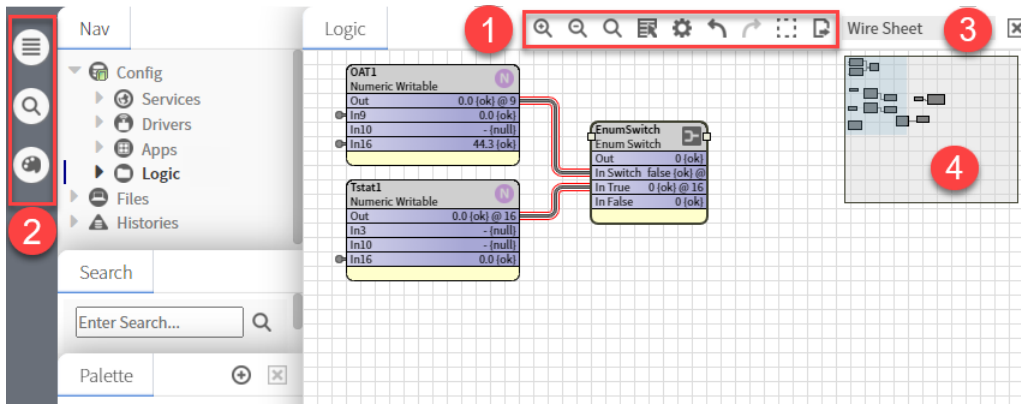 Nav
Logic
1
Wire Sheet
3
2
Config
Services
Drivers
Apps
Logic
Files
Histories
Search
Enter Search...
Palette
OAT1
Numeric Writable
N
Out 0.0 {ok} @ 9
In9 0.0 {ok}
In10 - {null}
In16 44.3 {ok}
Tstat1
Numeric Writable
N
Out 0.0 {ok} @ 16
In3 - {null}
In10 - {null}
In16 0.0 {ok}
EnumSwitch
Enum Switch
Out 0 {ok}
In Switch false {ok} @
In True 0 {ok} @ 16
In False 0 {ok}
4